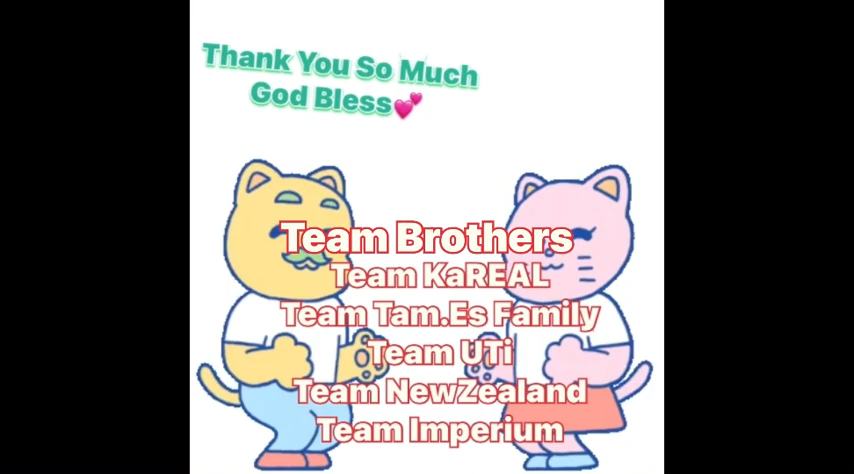 Thank You So Much
God Bless💕
Team Brothers
Team KaREAL
Team Tam.Es Family
Team UTi
Team NewZealand
Team Imperium